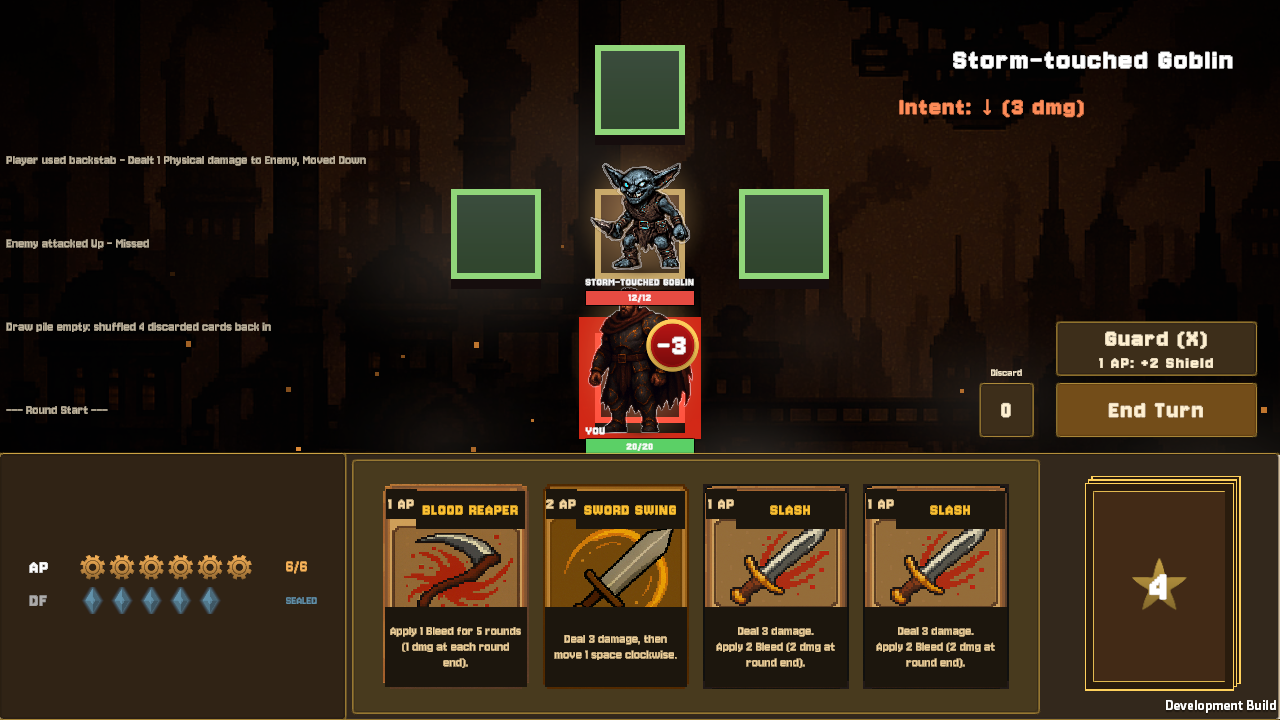 Storm-touched Goblin
Intent: ↓ (3 dmg)
Player used backstab - Dealt 1 Physical damage to Enemy, Moved Down
Enemy attacked Up - Missed
Draw pile empty: shuffled 4 discarded cards back in
--- Round Start ---
STORM-TOUCHED GOBLIN
12/12
-3
YOU
20/20
Discard
0
Guard (X)
1 AP: +2 Shield
End Turn
AP
6/6
DF
SEALED
1 AP
BLOOD REAPER
Apply 1 Bleed for 5 rounds
(1 dmg at each round
end).
2 AP
SWORD SWING
Deal 3 damage, then
move 1 space clockwise.
1 AP
SLASH
Deal 3 damage.
Apply 2 Bleed (2 dmg at
round end).
1 AP
SLASH
Deal 3 damage.
Apply 2 Bleed (2 dmg at
round end).
4
Development Build